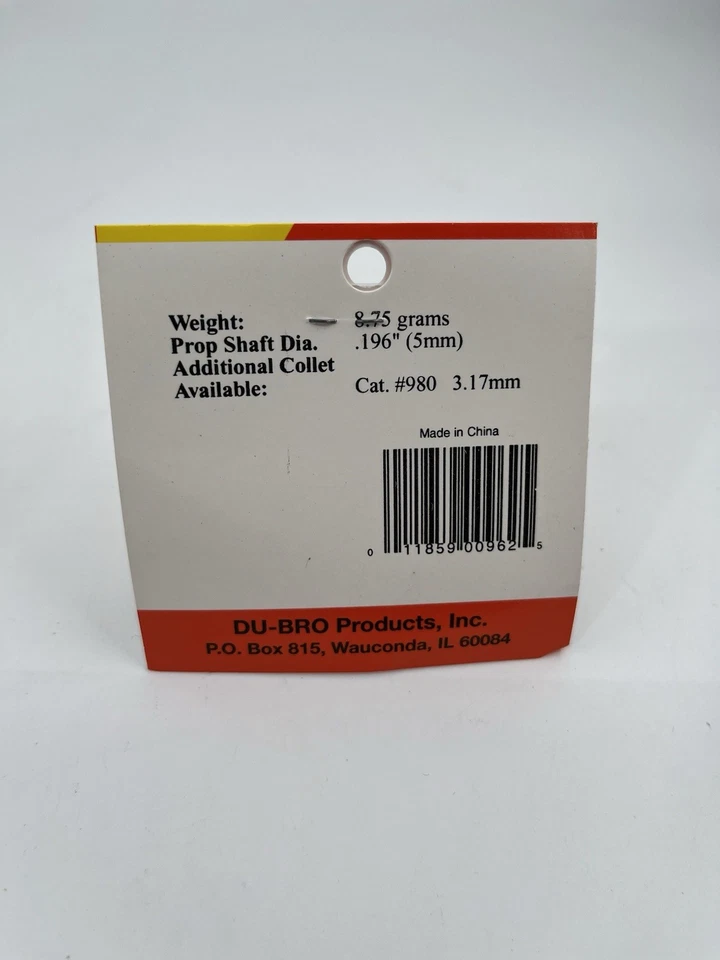 Weight: 8.75 grams
Prop Shaft Dia. .196" (5mm)
Additional Collet
Available: Cat. #980 3.17mm
Made in China
0 11859 00962 5
DU-BRO Products, Inc.
P.O. Box 815, Wauconda, IL 60084